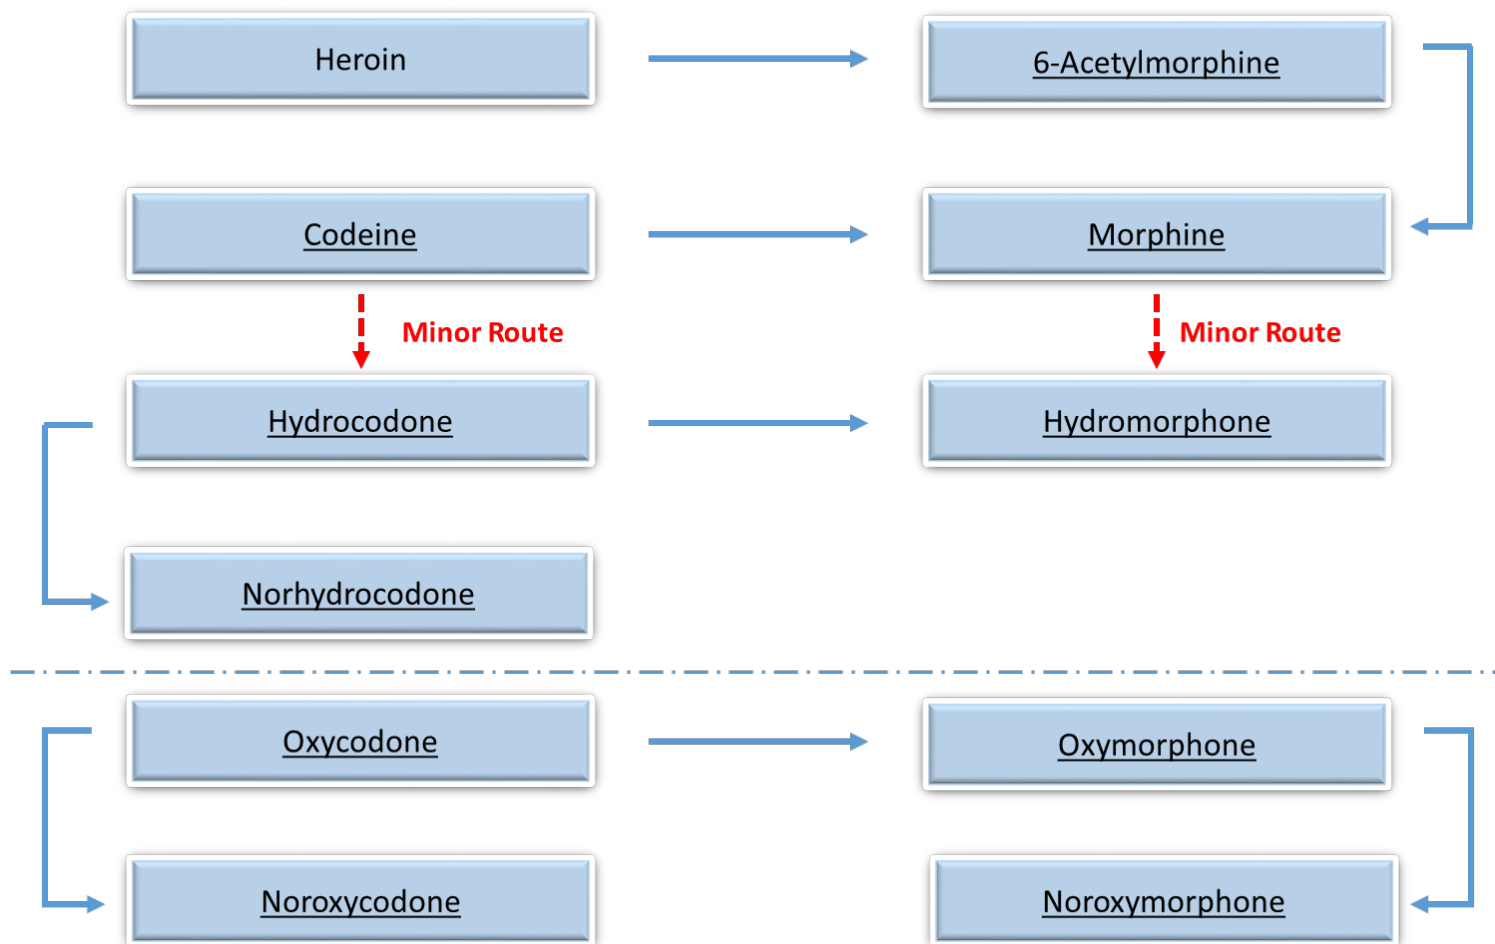 Heroin
6-Acetylmorphine
Codeine
Morphine
Minor Route
Minor Route
Hydrocodone
Hydromorphone
Norhydrocodone
Oxycodone
Oxymorphone
Noroxycodone
Noroxymorphone